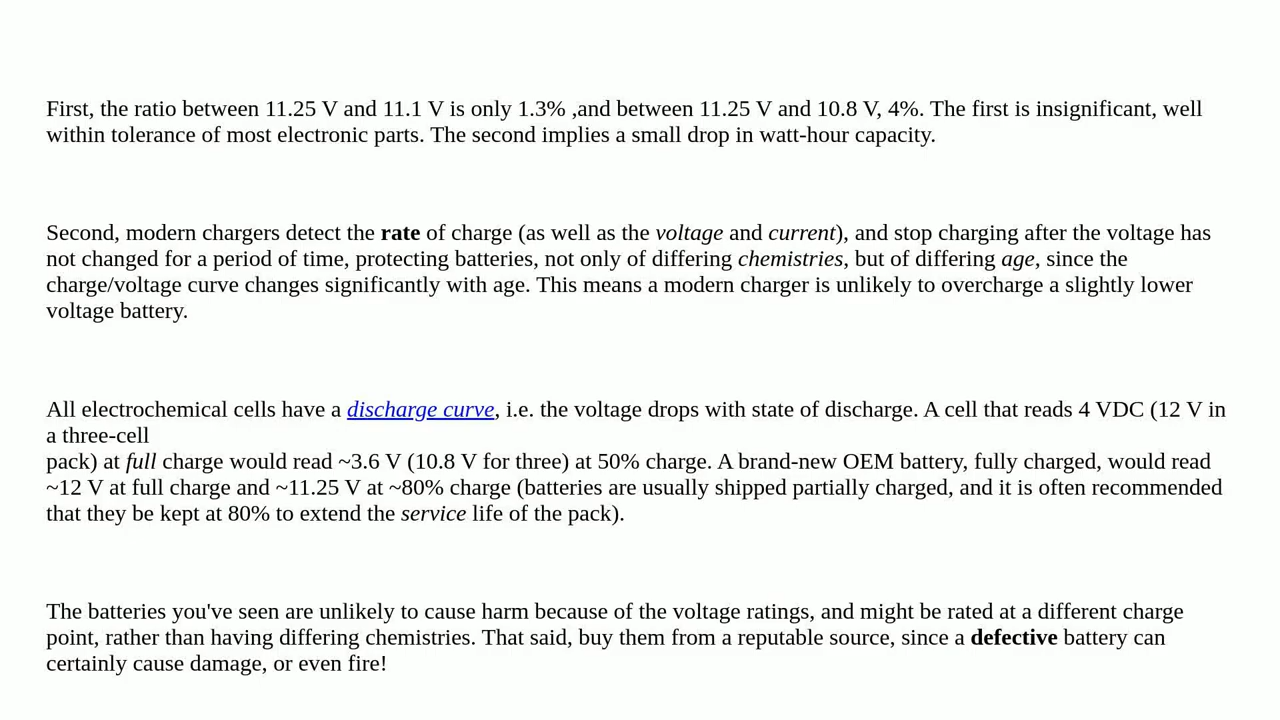 First, the ratio between 11.25 V and 11.1 V is only 1.3% ,and between 11.25 V and 10.8 V, 4%. The first is insignificant, well
within tolerance of most electronic parts. The second implies a small drop in watt-hour capacity.
Second, modern chargers detect the rate of charge (as well as the voltage and current), and stop charging after the voltage has
not changed for a period of time, protecting batteries, not only of differing chemistries, but of differing age, since the
charge/voltage curve changes significantly with age. This means a modern charger is unlikely to overcharge a slightly lower
voltage battery.
All electrochemical cells have a discharge curve, i.e. the voltage drops with state of discharge. A cell that reads 4 VDC (12 V in
a three-cell
pack) at full charge would read ~3.6 V (10.8 V for three) at 50% charge. A brand-new OEM battery, fully charged, would read
~12 V at full charge and ~11.25 V at ~80% charge (batteries are usually shipped partially charged, and it is often recommended
that they be kept at 80% to extend the service life of the pack).
The batteries you've seen are unlikely to cause harm because of the voltage ratings, and might be rated at a different charge
point, rather than having differing chemistries. That said, buy them from a reputable source, since a defective battery can
certainly cause damage, or even fire!